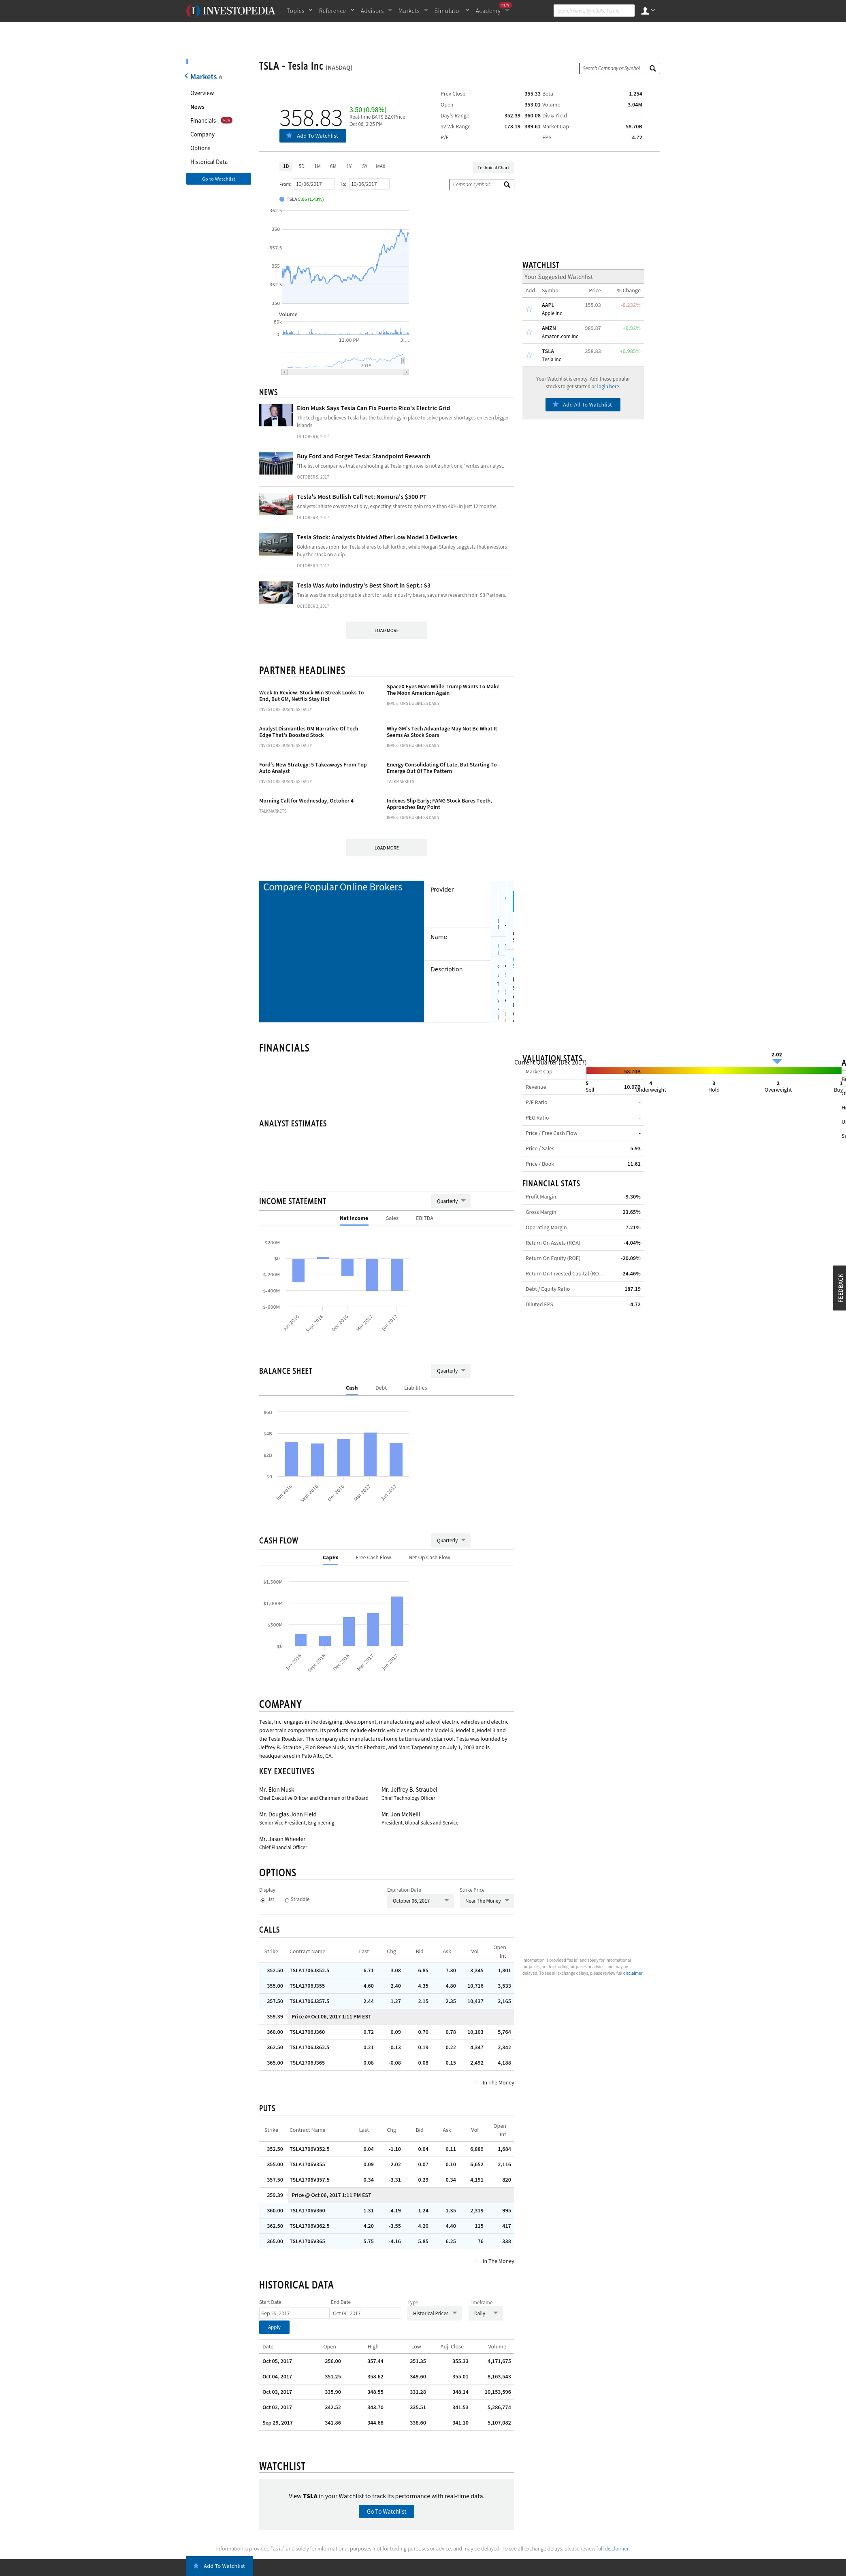 INVESTOPEDIA
Topics Reference Advisors Markets Simulator Academy NEW
Search News, Symbols, Terms
Markets
Overview
News
Financials NEW
Company
Options
Historical Data
Go to Watchlist
TSLA - Tesla Inc (NASDAQ)
Search Company or Symbol
358.83
3.50 (0.98%)
Real-time BATS BZX Price
Oct 06, 2:25 PM
Add To Watchlist
Prev Close 355.33 Beta 1.254
Open 353.01 Volume 3.04M
Day's Range 352.39 - 360.08 Div & Yield -
52 Wk Range 178.19 - 389.61 Market Cap 58.70B
P/E - EPS -4.72
1D 5D 1M 6M 1Y 5Y MAX
Technical Chart
From: 10/06/2017 To: 10/06/2017
Compare symbols
TSLA 5.06 (1.43%)
362.5
360
357.5
355
352.5
350
Volume
80k
0
12:00 PM 3:...
2015
WATCHLIST
Your Suggested Watchlist
Add Symbol Price % Change
AAPL 155.03 -0.232%
Apple Inc
AMZN 989.87 +0.92%
Amazon.com Inc
TSLA 358.83 +0.985%
Tesla Inc
Your Watchlist is empty. Add these popular
stocks to get started or login here.
Add All To Watchlist
NEWS
Elon Musk Says Tesla Can Fix Puerto Rico's Electric Grid
The tech guru believes Tesla has the technology in place to solve power shortages on even bigger
islands.
OCTOBER 6, 2017
Buy Ford and Forget Tesla: Standpoint Research
'The list of companies that are shooting at Tesla right now is not a short one,' writes an analyst.
OCTOBER 5, 2017
Tesla's Most Bullish Call Yet: Nomura's $500 PT
Analysts initiate coverage at buy, expecting shares to gain more than 40% in just 12 months.
OCTOBER 4, 2017
Tesla Stock: Analysts Divided After Low Model 3 Deliveries
Goldman sees room for Tesla shares to fall further, while Morgan Stanley suggests that investors
buy the stock on a dip.
OCTOBER 3, 2017
Tesla Was Auto Industry's Best Short in Sept.: S3
Tesla was the most profitable short for auto industry bears, says new research from S3 Partners.
OCTOBER 3, 2017
LOAD MORE
PARTNER HEADLINES
Week In Review: Stock Win Streak Looks To
End, But GM, Netflix Stay Hot
INVESTORS BUSINESS DAILY
SpaceX Eyes Mars While Trump Wants To Make
The Moon American Again
INVESTORS BUSINESS DAILY
Analyst Dismantles GM Narrative Of Tech
Edge That's Boosted Stock
INVESTORS BUSINESS DAILY
Why GM's Tech Advantage May Not Be What It
Seems As Stock Soars
INVESTORS BUSINESS DAILY
Ford's New Strategy: 5 Takeaways From Top
Auto Analyst
INVESTORS BUSINESS DAILY
Energy Consolidating Of Late, But Starting To
Emerge Out Of The Pattern
TALKMARKETS
Morning Call for Wednesday, October 4
TALKMARKETS
Indexes Slip Early; FANG Stock Bares Teeth,
Approaches Buy Point
INVESTORS BUSINESS DAILY
LOAD MORE
Compare Popular Online Brokers
Provider
Name
Description
FINANCIALS
Current Quarter (Dec 2017)
2.02
5 4 3 2 1
Sell Underweight Hold Overweight Buy
VALUATION STATS
Market Cap 58.70B
Revenue 10.07B
P/E Ratio -
PEG Ratio -
Price / Free Cash Flow -
Price / Sales 5.93
Price / Book 11.61
FINANCIAL STATS
Profit Margin -9.30%
Gross Margin 23.65%
Operating Margin -7.21%
Return On Assets (ROA) -4.04%
Return On Equity (ROE) -20.09%
Return On Invested Capital (RO... -24.46%
Debt / Equity Ratio 187.19
Diluted EPS -4.72
FEEDBACK
ANALYST ESTIMATES
INCOME STATEMENT Quarterly
Net Income Sales EBITDA
$200M
$0
$-200M
$-400M
$-600M
Jun 2016 Sept 2016 Dec 2016 Mar 2017 Jun 2017
BALANCE SHEET Quarterly
Cash Debt Liabilities
$6B
$4B
$2B
$0
Jun 2016 Sept 2016 Dec 2016 Mar 2017 Jun 2017
CASH FLOW Quarterly
CapEx Free Cash Flow Net Op Cash Flow
$1,500M
$1,000M
$500M
$0
Jun 2016 Sept 2016 Dec 2016 Mar 2017 Jun 2017
COMPANY
Tesla, Inc. engages in the designing, development, manufacturing and sale of electric vehicles and electric
power train components. Its products include electric vehicles such as the Model S, Model X, Model 3 and
the Tesla Roadster. The company also manufactures home batteries and solar roof. Tesla was founded by
Jeffrey B. Straubel, Elon Reeve Musk, Martin Eberhard, and Marc Tarpenning on July 1, 2003 and is
headquartered in Palo Alto, CA.
KEY EXECUTIVES
Mr. Elon Musk
Chief Executive Officer and Chairman of the Board
Mr. Jeffrey B. Straubel
Chief Technology Officer
Mr. Douglas John Field
Senior Vice President, Engineering
Mr. Jon McNeill
President, Global Sales and Service
Mr. Jason Wheeler
Chief Financial Officer
OPTIONS
Display Expiration Date Strike Price
List Straddle October 06, 2017 Near The Money
CALLS
Strike Contract Name Last Chg Bid Ask Vol Open Int
352.50 TSLA1706J352.5 6.71 3.08 6.85 7.30 3,345 1,801
355.00 TSLA1706J355 4.60 2.40 4.35 4.80 10,716 3,533
357.50 TSLA1706J357.5 2.44 1.27 2.15 2.35 10,437 2,165
359.39 Price @ Oct 06, 2017 1:11 PM EST
360.00 TSLA1706J360 0.72 0.09 0.70 0.78 10,103 5,764
362.50 TSLA1706J362.5 0.21 -0.13 0.19 0.22 4,347 2,842
365.00 TSLA1706J365 0.08 -0.08 0.08 0.15 2,492 4,188
In The Money
Information is provided "as is" and solely for informational
purposes, not for trading purposes or advice, and may be
delayed. To see all exchange delays, please review full disclaimer.
PUTS
Strike Contract Name Last Chg Bid Ask Vol Open Int
352.50 TSLA1706V352.5 0.04 -1.10 0.04 0.11 6,889 1,684
355.00 TSLA1706V355 0.09 -2.02 0.07 0.10 6,652 2,116
357.50 TSLA1706V357.5 0.34 -3.31 0.29 0.34 4,191 820
359.39 Price @ Oct 06, 2017 1:11 PM EST
360.00 TSLA1706V360 1.31 -4.19 1.24 1.35 2,319 995
362.50 TSLA1706V362.5 4.20 -3.55 4.20 4.40 115 417
365.00 TSLA1706V365 5.75 -4.16 5.85 6.25 76 338
In The Money
HISTORICAL DATA
Start Date End Date Type Timeframe
Sep 29, 2017 Oct 06, 2017 Historical Prices Daily
Apply
Date Open High Low Adj. Close Volume
Oct 05, 2017 356.00 357.44 351.35 355.33 4,171,675
Oct 04, 2017 351.25 358.62 349.60 355.01 8,163,543
Oct 03, 2017 335.90 348.55 331.28 348.14 10,153,596
Oct 02, 2017 342.52 343.70 335.51 341.53 5,286,774
Sep 29, 2017 341.86 344.68 338.60 341.10 5,107,082
WATCHLIST
View TSLA in your Watchlist to track its performance with real-time data.
Go To Watchlist
Information is provided "as is" and solely for informational purposes, not for trading purposes or advice, and may be delayed. To see all exchange delays, please review full disclaimer.
Add To Watchlist